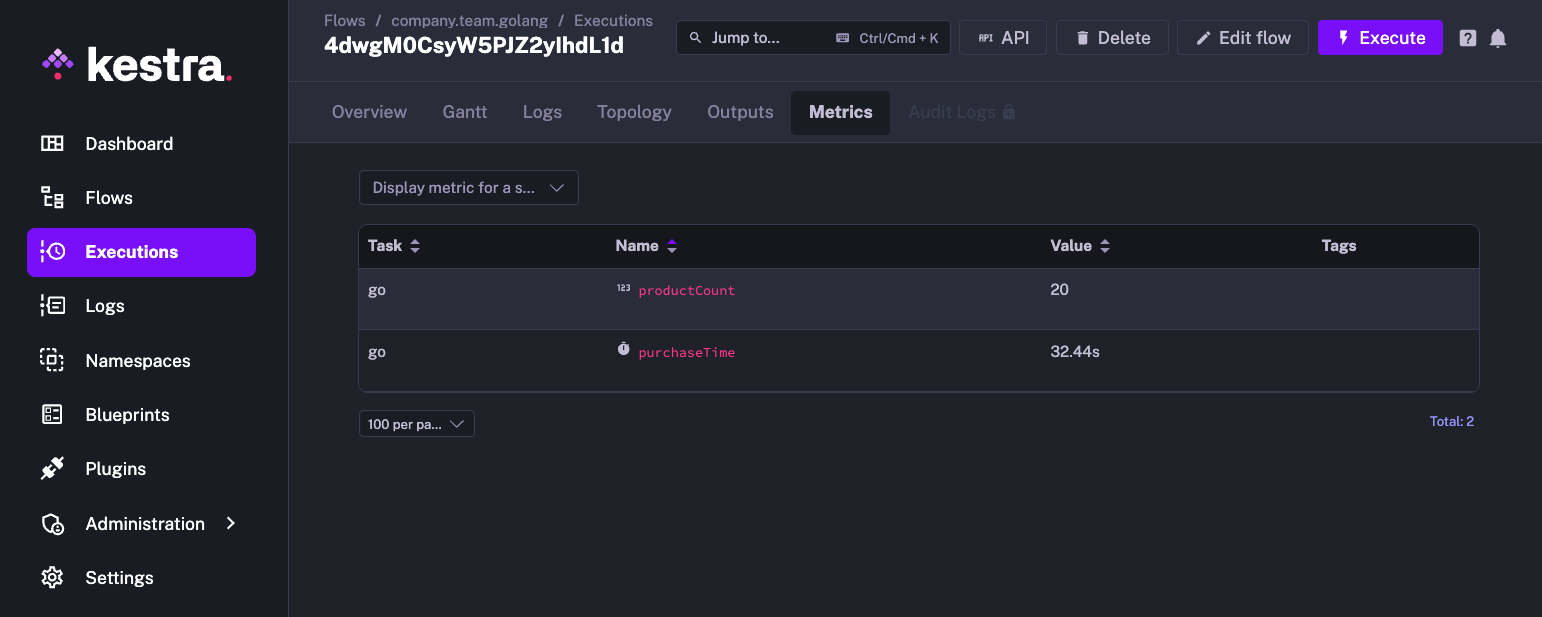 kestra.
Dashboard
Flows
Executions
Logs
Namespaces
Blueprints
Plugins
Administration
Settings
Flows / company.team.golang / Executions
4dwgM0CsyW5PJZ2yIhdL1d
Jump to... Ctrl/Cmd + K
API API
Delete
Edit flow
Execute
?
Overview Gantt Logs Topology Outputs Metrics Audit Logs
Display metric for a s...
Task Name Value Tags
go 123 productCount 20
go purchaseTime 32.44s
100 per pa...
Total: 2